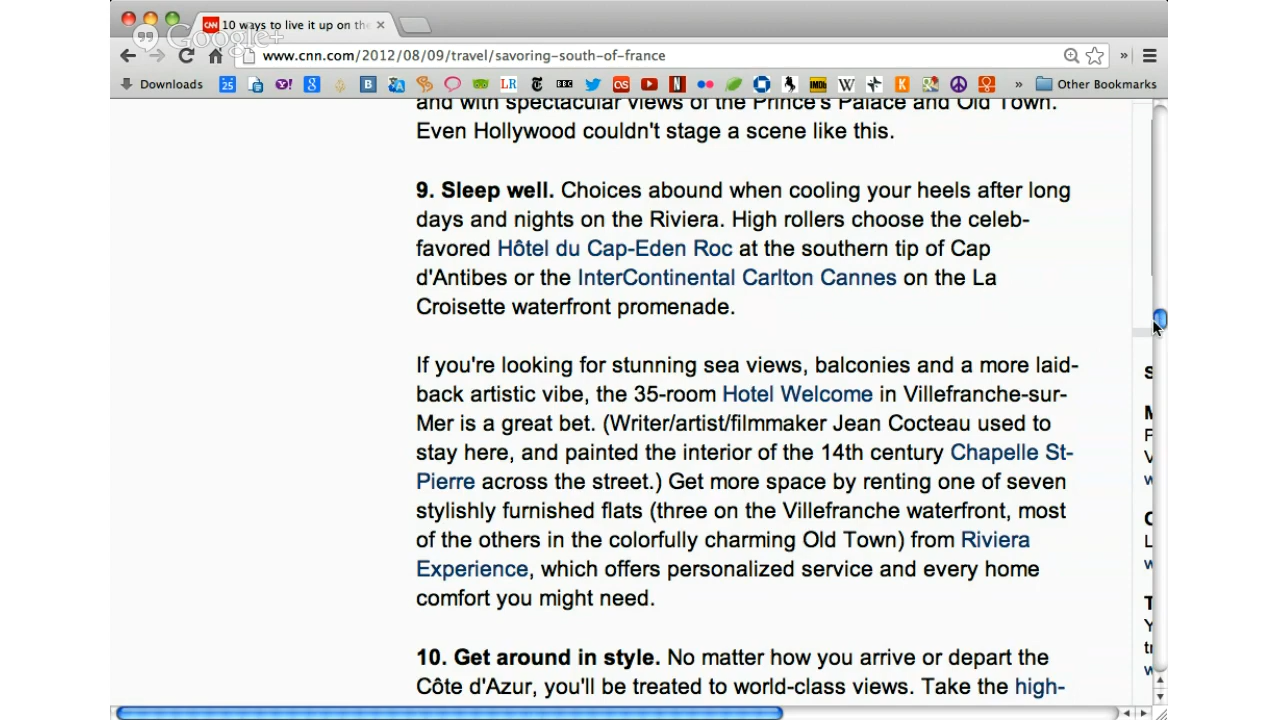 10 ways to live it up on the
Google+
www.cnn.com/2012/08/09/travel/savoring-south-of-france
Downloads
Other Bookmarks
and with spectacular views of the Prince's Palace and Old Town.
Even Hollywood couldn't stage a scene like this.
9. Sleep well. Choices abound when cooling your heels after long
days and nights on the Riviera. High rollers choose the celeb-
favored Hôtel du Cap-Eden Roc at the southern tip of Cap
d'Antibes or the InterContinental Carlton Cannes on the La
Croisette waterfront promenade.
If you're looking for stunning sea views, balconies and a more laid-
back artistic vibe, the 35-room Hotel Welcome in Villefranche-sur-
Mer is a great bet. (Writer/artist/filmmaker Jean Cocteau used to
stay here, and painted the interior of the 14th century Chapelle St-
Pierre across the street.) Get more space by renting one of seven
stylishly furnished flats (three on the Villefranche waterfront, most
of the others in the colorfully charming Old Town) from Riviera
Experience, which offers personalized service and every home
comfort you might need.
10. Get around in style. No matter how you arrive or depart the
Côte d'Azur, you'll be treated to world-class views. Take the high-